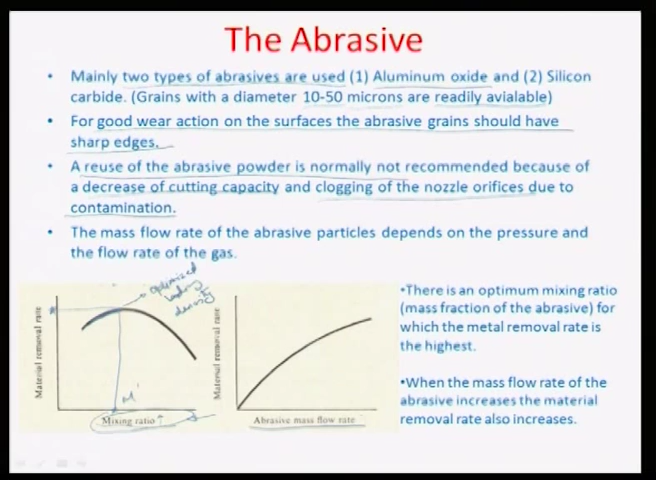 The Abrasive
• Mainly two types of abrasives are used (1) Aluminum oxide and (2) Silicon
carbide. (Grains with a diameter 10-50 microns are readily avialable)
• For good wear action on the surfaces the abrasive grains should have
sharp edges.
• A reuse of the abrasive powder is normally not recommended because of
a decrease of cutting capacity and clogging of the nozzle orifices due to
contamination.
• The mass flow rate of the abrasive particles depends on the pressure and
the flow rate of the gas.
optimized
density
Material removal rate
M'
Mixing ratio ↑
Material removal rate
Abrasive mass flow rate
•There is an optimum mixing ratio
(mass fraction of the abrasive) for
which the metal removal rate is
the highest.
•When the mass flow rate of the
abrasive increases the material
removal rate also increases.